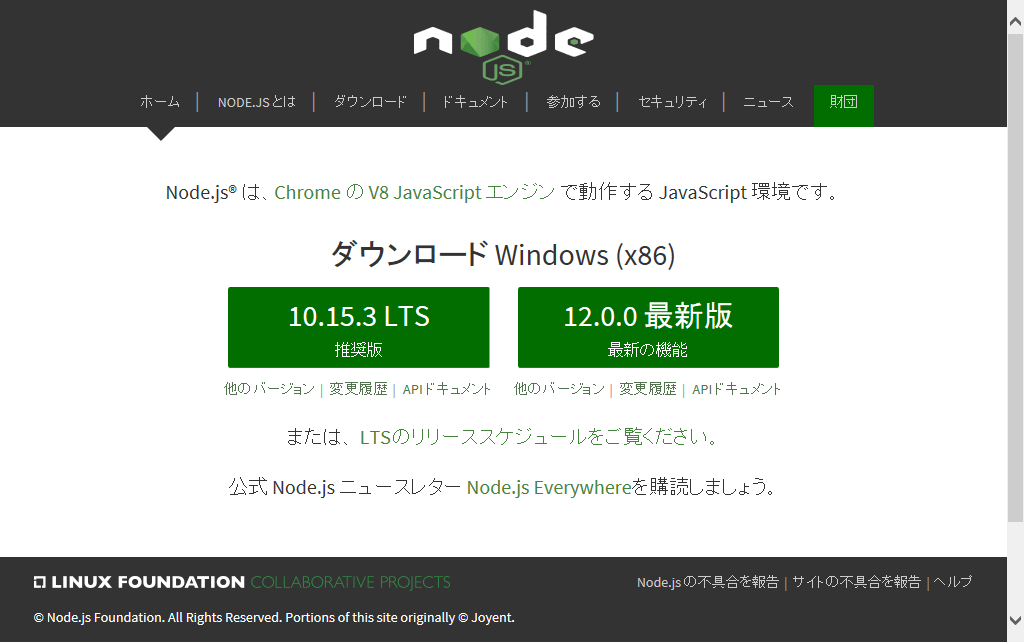 node
JS
ホーム | NODE.JSとは | ダウンロード | ドキュメント | 参加する | セキュリティ | ニュース 財団
Node.js® は、Chrome の V8 JavaScript エンジン で動作する JavaScript 環境です。
ダウンロード Windows (x86)
10.15.3 LTS
推奨版
12.0.0 最新版
最新の機能
他のバージョン | 変更履歴 | APIドキュメント
他のバージョン | 変更履歴 | APIドキュメント
または、LTSのリリーススケジュールをご覧ください。
公式 Node.js ニュースレター Node.js Everywhereを購読しましょう。
LINUX FOUNDATION COLLABORATIVE PROJECTS
Node.jsの不具合を報告 | サイトの不具合を報告 | ヘルプ
© Node.js Foundation. All Rights Reserved. Portions of this site originally © Joyent.